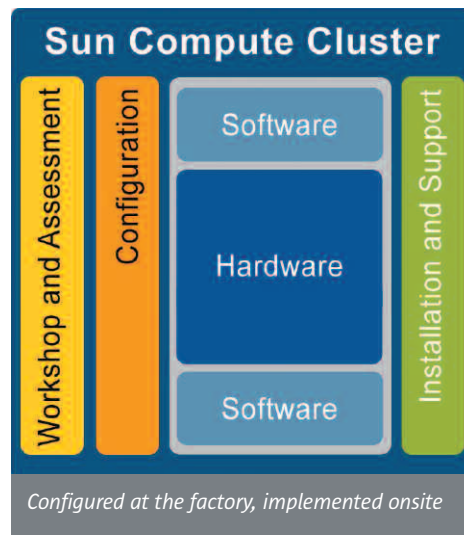 Sun Compute Cluster
Workshop and Assessment
Configuration
Software
Hardware
Software
Installation and Support
Configured at the factory, implemented onsite